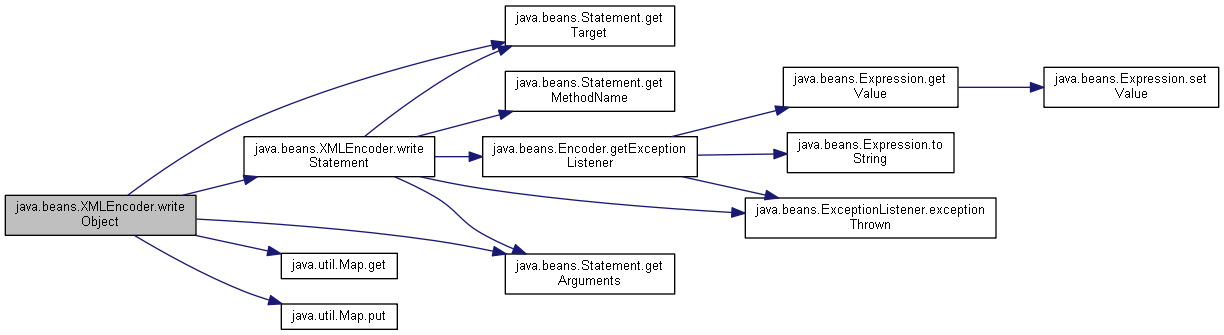 java.beans.Statement.get
Target
java.beans.Statement.get
MethodName
java.beans.Expression.get
Value
java.beans.Expression.set
Value
java.beans.XMLEncoder.write
Statement
java.beans.Encoder.getException
Listener
java.beans.Expression.to
String
java.beans.XMLEncoder.write
Object
java.beans.ExceptionListener.exception
Thrown
java.util.Map.get
java.beans.Statement.get
Arguments
java.util.Map.put